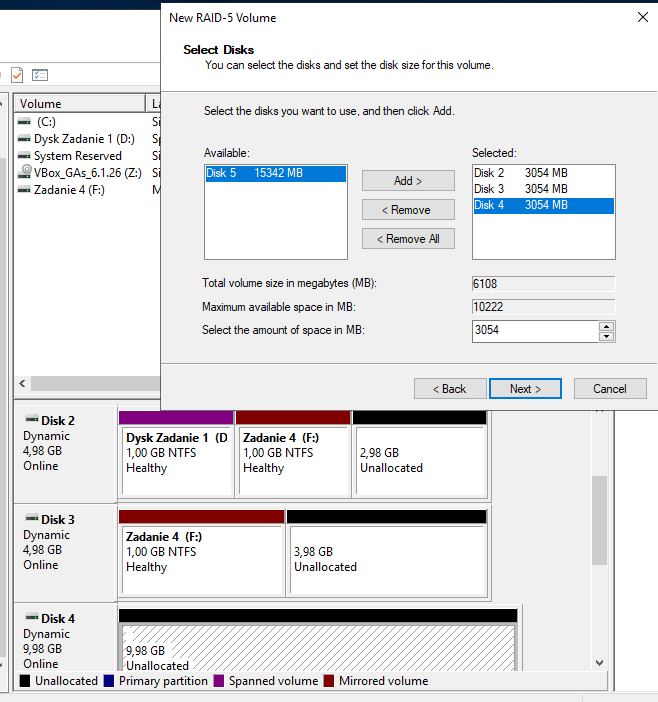 New RAID-5 Volume
Select Disks
You can select the disks and set the disk size for this volume.
Select the disks you want to use, and then click Add.
Available:
Disk 5 15342 MB
Add >
< Remove
< Remove All
Selected:
Disk 2 3054 MB
Disk 3 3054 MB
Disk 4 3054 MB
Total volume size in megabytes (MB): 6108
Maximum available space in MB: 10222
Select the amount of space in MB: 3054
< Back Next > Cancel
Volume La
(C:) Si
Dysk Zadanie 1 (D:) Sp
System Reserved Si
VBox_GAs_6.1.26 (Z:) Si
Zadanie 4 (F:) M
Disk 2
Dynamic
4,98 GB
Online
Dysk Zadanie 1 (D
1,00 GB NTFS
Healthy
Zadanie 4 (F:)
1,00 GB NTFS
Healthy
2,98 GB
Unallocated
Disk 3
Dynamic
4,98 GB
Online
Zadanie 4 (F:)
1,00 GB NTFS
Healthy
3,98 GB
Unallocated
Disk 4
Dynamic
9,98 GB
Online
9,98 GB
Unallocated
Unallocated Primary partition Spanned volume Mirrored volume